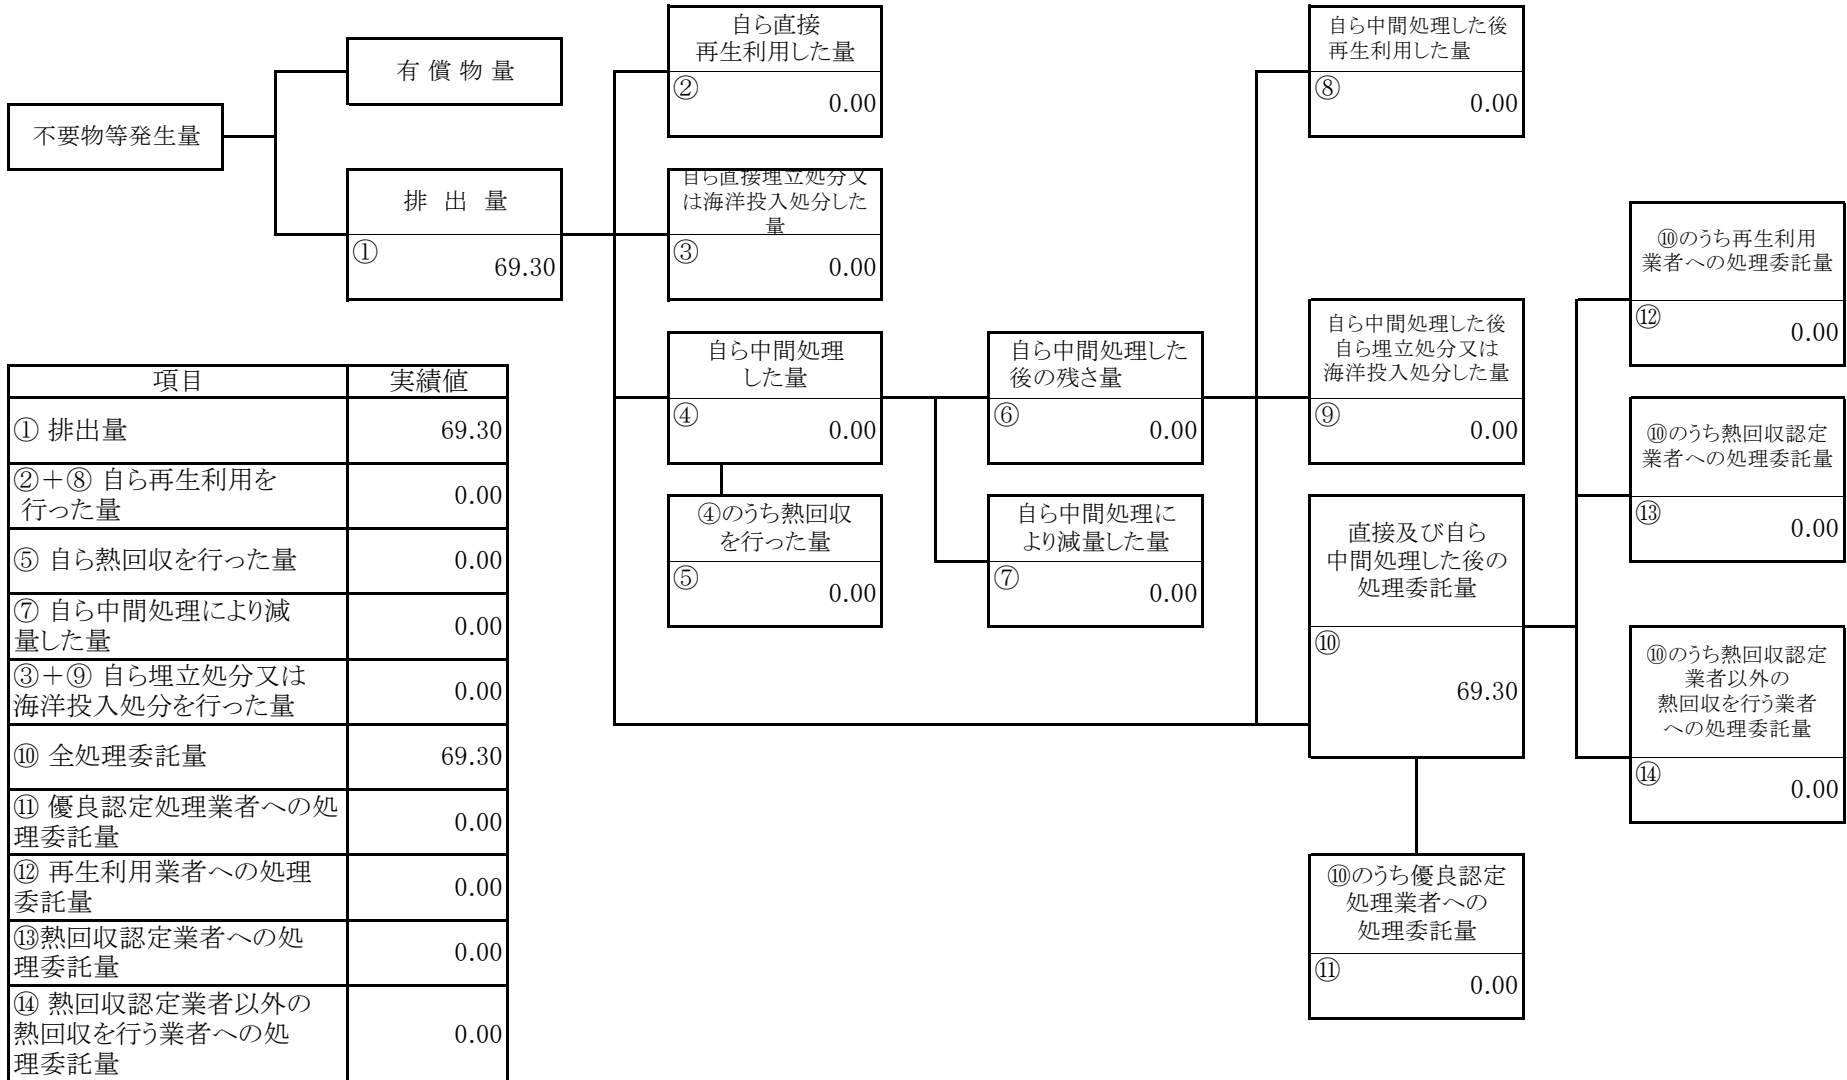 不要物等発生量
有 償 物 量
排 出 量
①
69.30
自ら直接
再生利用した量
②
0.00
自ら直接埋立処分又
は海洋投入処分した
量
③
0.00
自ら中間処理
した量
④
0.00
④のうち熱回収
を行った量
⑤
0.00
自ら中間処理した
後の残さ量
⑥
0.00
自ら中間処理に
より減量した量
⑦
0.00
自ら中間処理した後
再生利用した量
⑧
0.00
自ら中間処理した後
自ら埋立処分又は
海洋投入処分した量
⑨
0.00
直接及び自ら
中間処理した後の
処理委託量
⑩
69.30
⑩のうち優良認定
処理業者への
処理委託量
⑪
0.00
⑩のうち再生利用
業者への処理委託量
⑫
0.00
⑩のうち熱回収認定
業者への処理委託量
⑬
0.00
⑩のうち熱回収認定
業者以外の
熱回収を行う業者
への処理委託量
⑭
0.00
項目 実績値
① 排出量 69.30
②+⑧ 自ら再生利用を
行った量 0.00
⑤ 自ら熱回収を行った量 0.00
⑦ 自ら中間処理により減
量した量 0.00
③+⑨ 自ら埋立処分又は
海洋投入処分を行った量 0.00
⑩ 全処理委託量 69.30
⑪ 優良認定処理業者への処
理委託量 0.00
⑫ 再生利用業者への処理
委託量 0.00
⑬熱回収認定業者への処
理委託量 0.00
⑭ 熱回収認定業者以外の
熱回収を行う業者への処
理委託量 0.00